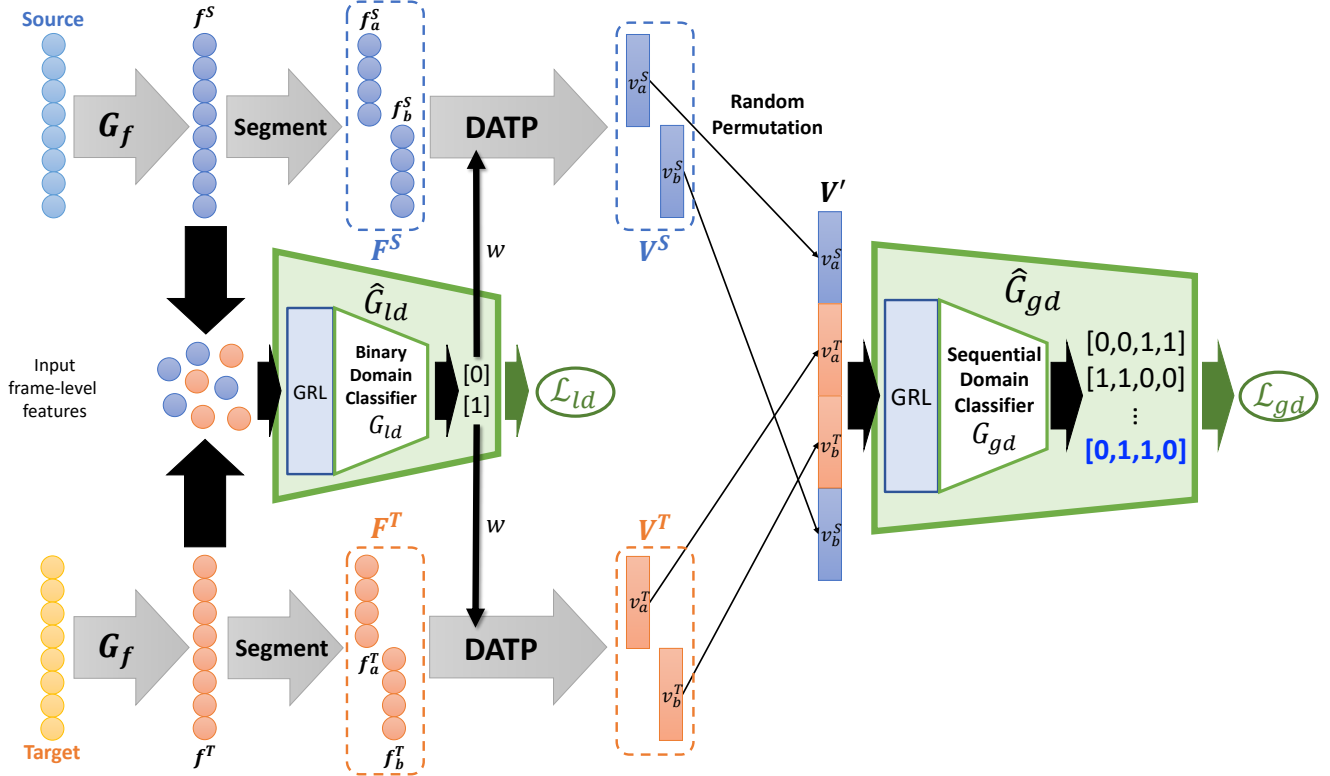 Source
f^S
f_a^S
f_b^S
G_f
Segment
DATP
v_a^S
v_b^S
Random
Permutation
F^S
V^S
V'
w
Ĝ_ld
Ĝ_gd
Input
frame-level
features
GRL
Binary
Domain
Classifier
G_ld
[0]
[1]
ℒ_ld
v_a^S
v_a^T
v_b^T
v_b^S
GRL
Sequential
Domain
Classifier
G_gd
[0,0,1,1]
[1,1,0,0]
⋮
[0,1,1,0]
ℒ_gd
w
F^T
V^T
G_f
Segment
f_a^T
f_b^T
DATP
v_a^T
v_b^T
Target
f^T